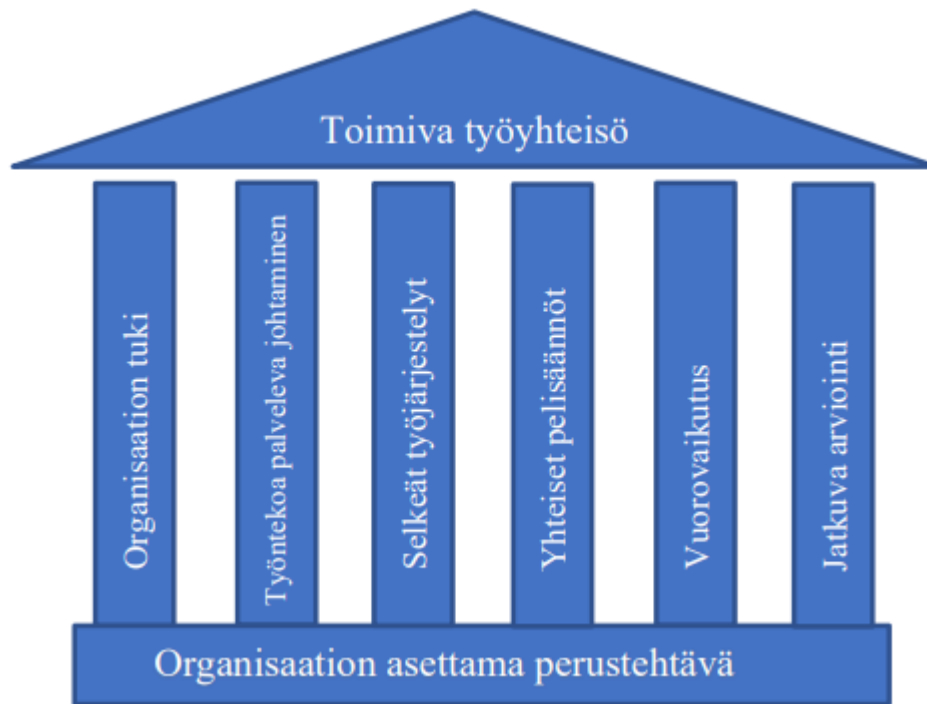 Toimiva työyhteisö
Organisaation tuki
Työntekoa palveleva johtaminen
Selkeät työjärjestelyt
Yhteiset pelisäännöt
Vuorovaikutus
Jatkuva arviointi
Organisaation asettama perustehtävä